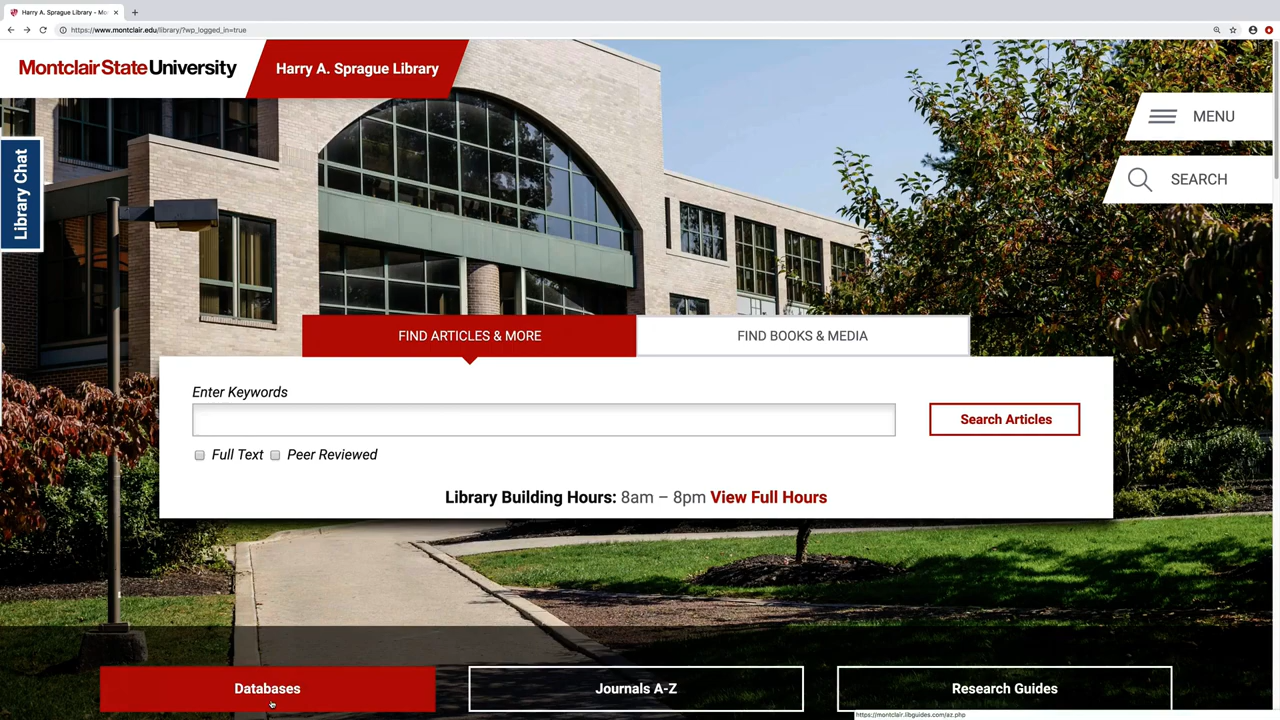 Harry A. Sprague Library - Mo
https://www.montclair.edu/library/?wp_logged_in=true
Montclair State University
Harry A. Sprague Library
MENU
Library Chat
SEARCH
FIND ARTICLES & MORE
FIND BOOKS & MEDIA
Enter Keywords
Search Articles
Full Text
Peer Reviewed
Library Building Hours: 8am – 8pm View Full Hours
Databases
Journals A-Z
Research Guides
https://montclair.libguides.com/az.php